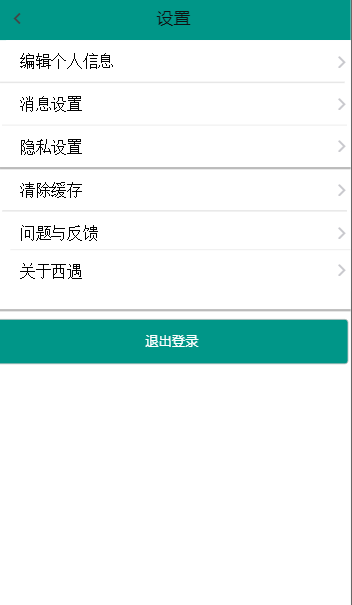 设置
编辑个人信息
消息设置
隐私设置
清除缓存
问题与反馈
关于西遇
退出登录